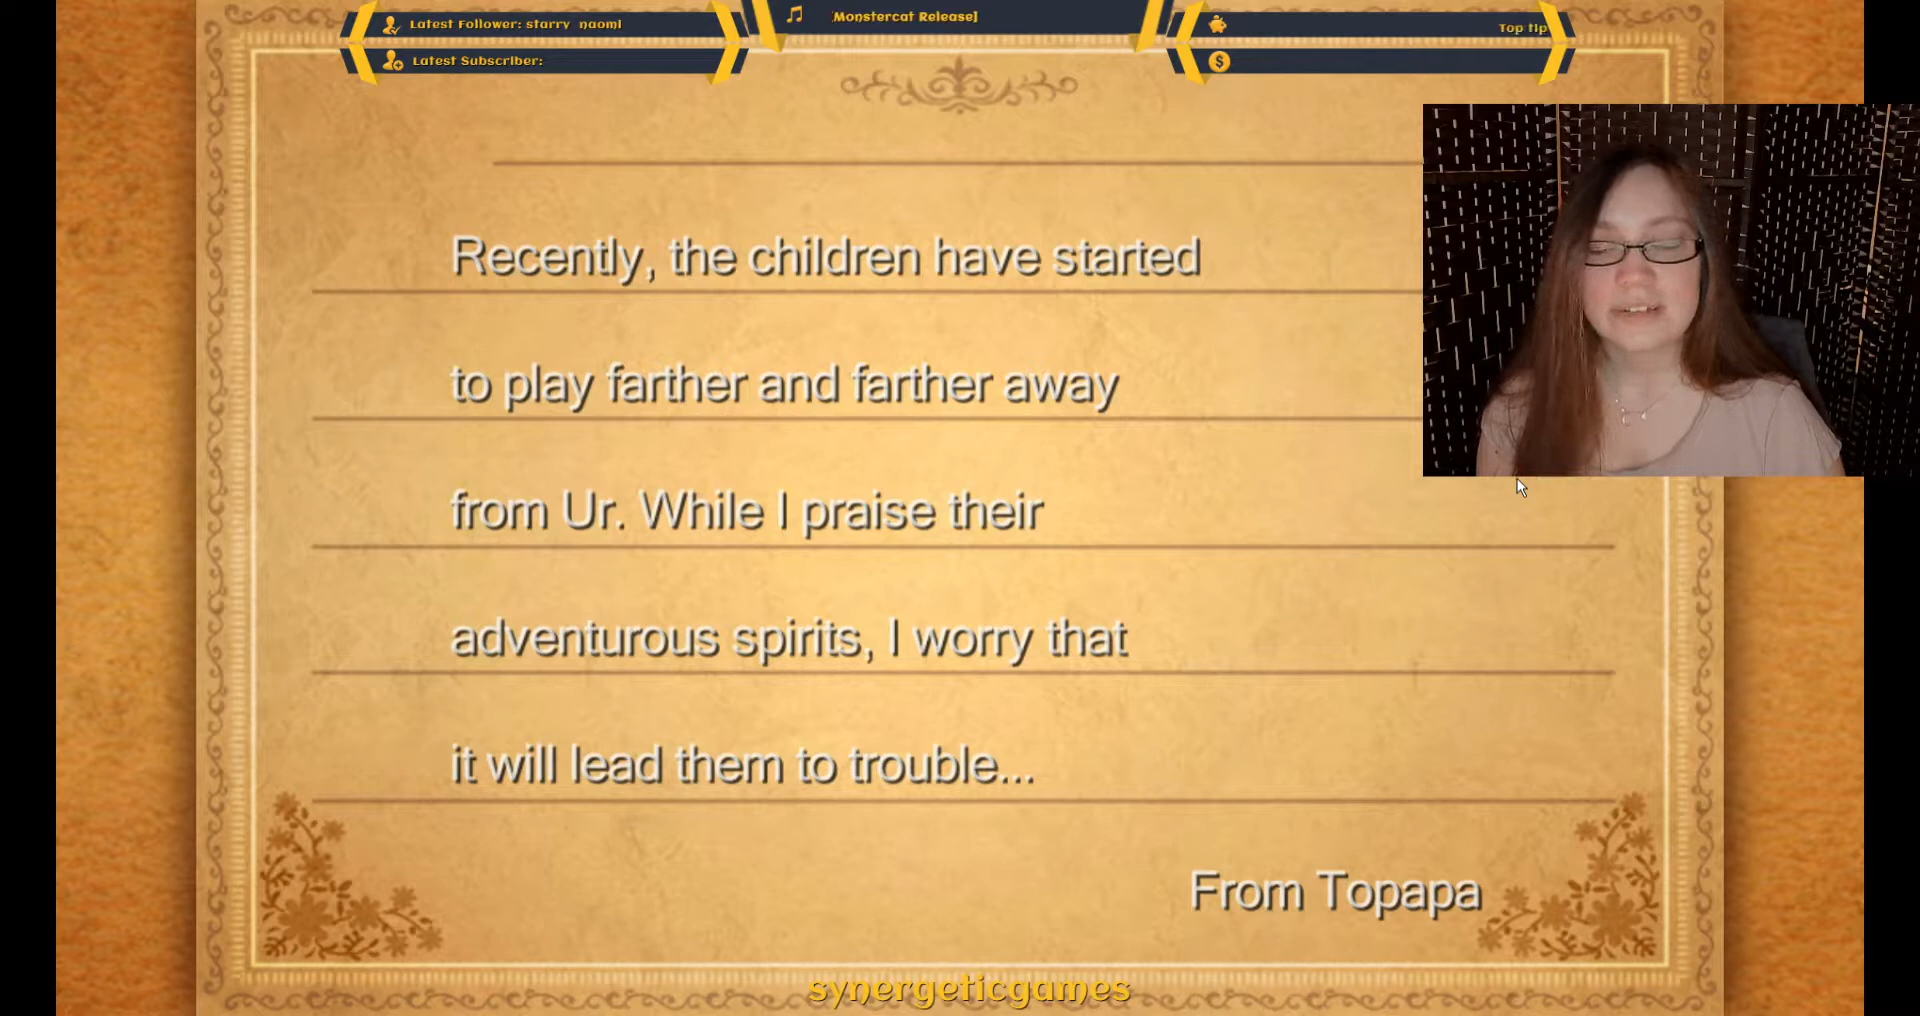 Latest Follower: starry_naomi
Monstercat Release]
Top tip
Latest Subscriber:
Recently, the children have started
to play farther and farther away
from Ur. While I praise their
adventurous spirits, I worry that
it will lead them to trouble...
From Topapa
synergeticgames